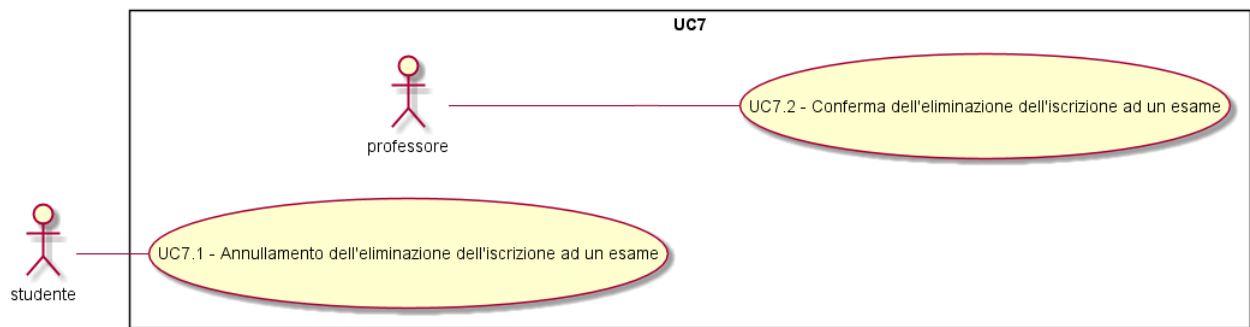 UC7
professore
UC7.2 - Conferma dell'eliminazione dell'iscrizione ad un esame
studente
UC7.1 - Annullamento dell'eliminazione dell'iscrizione ad un esame